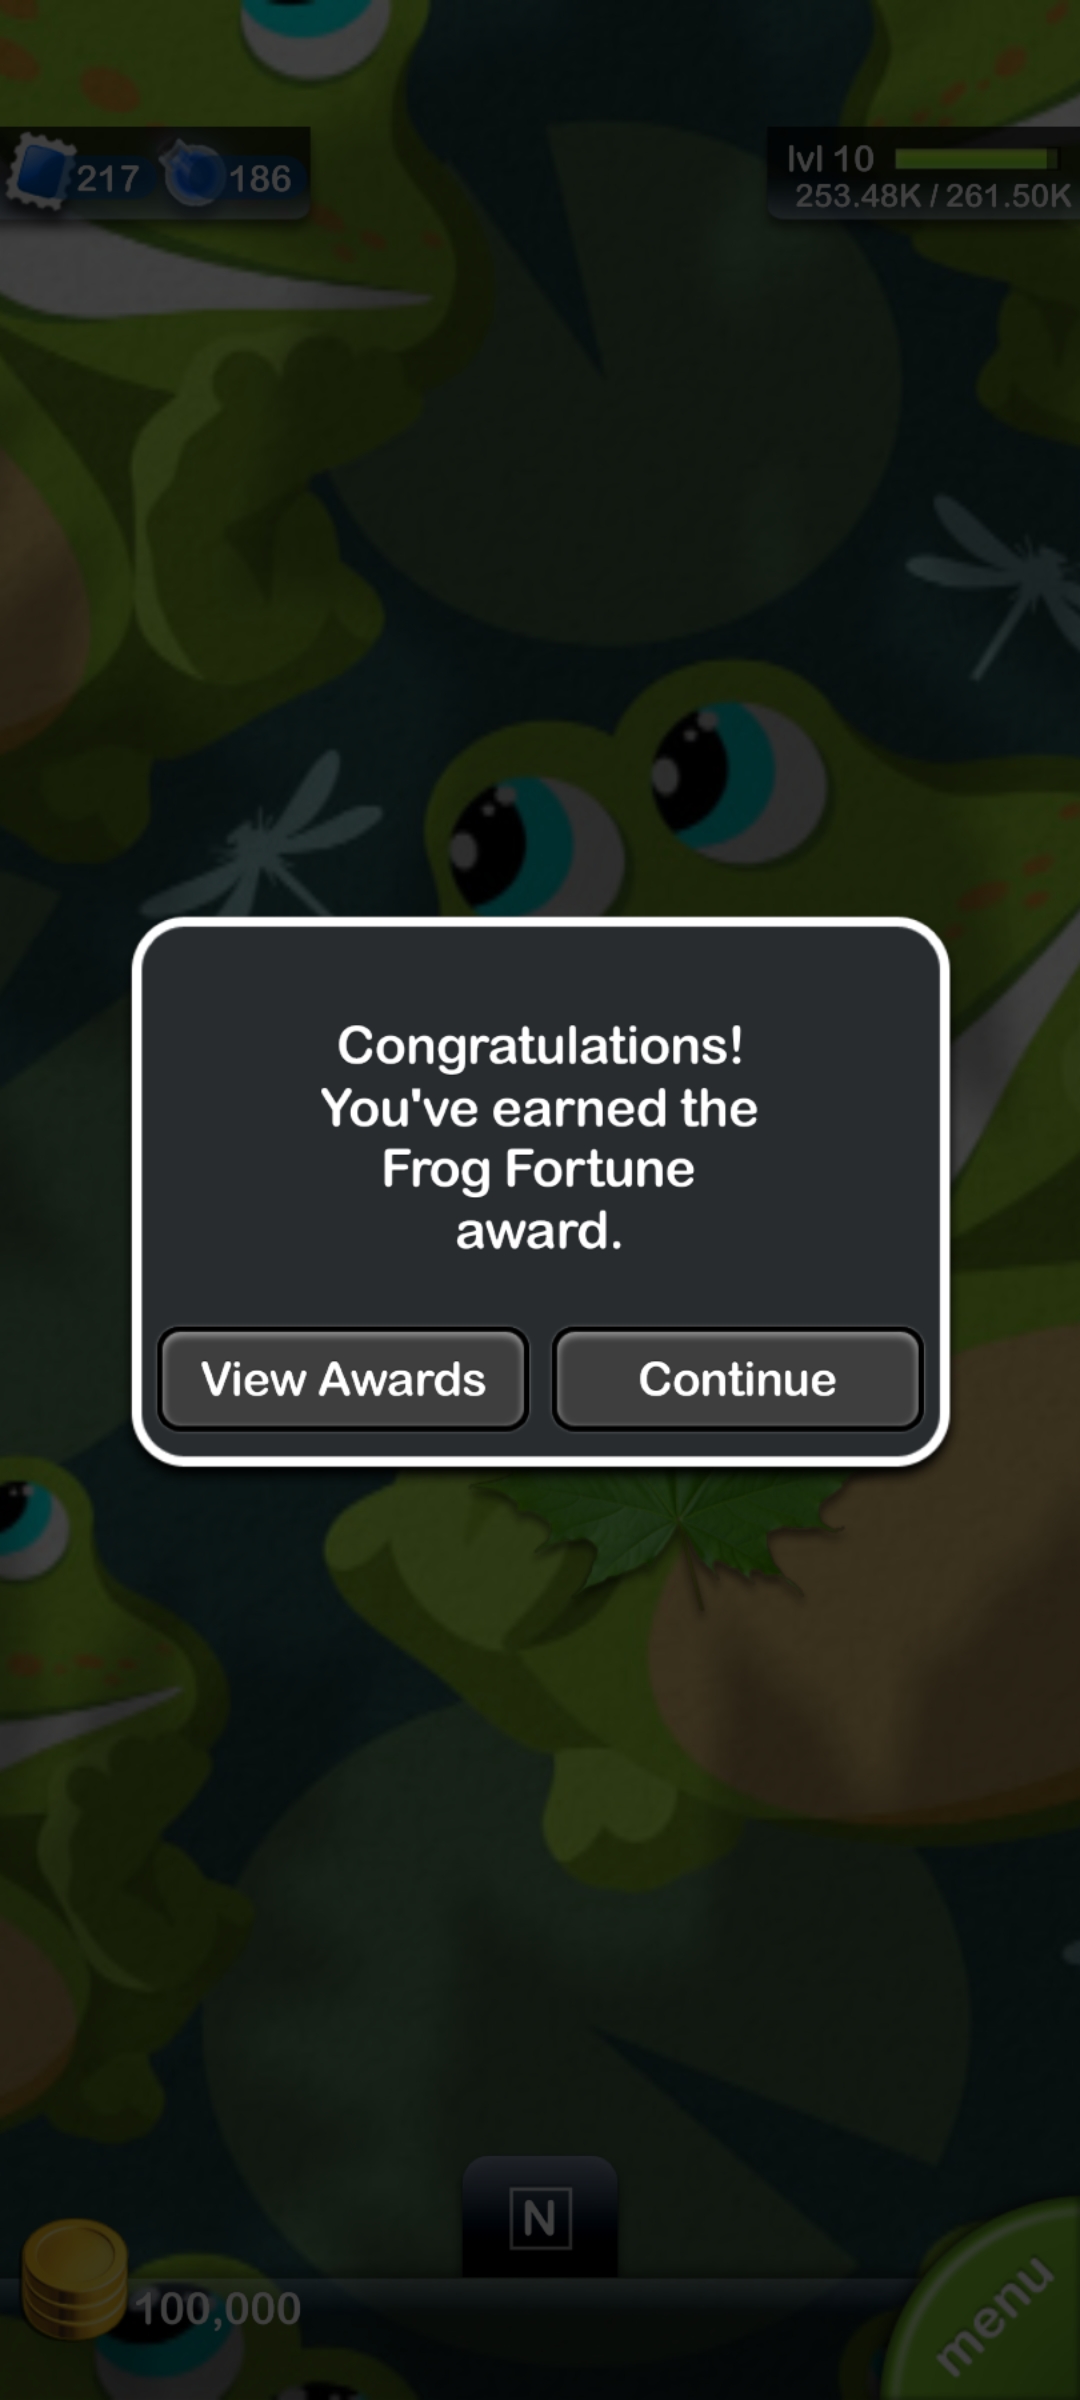 217 186
lvl 10
253.48K / 261.50K
Congratulations!
You've earned the
Frog Fortune
award.
View Awards Continue
N
100,000
menu